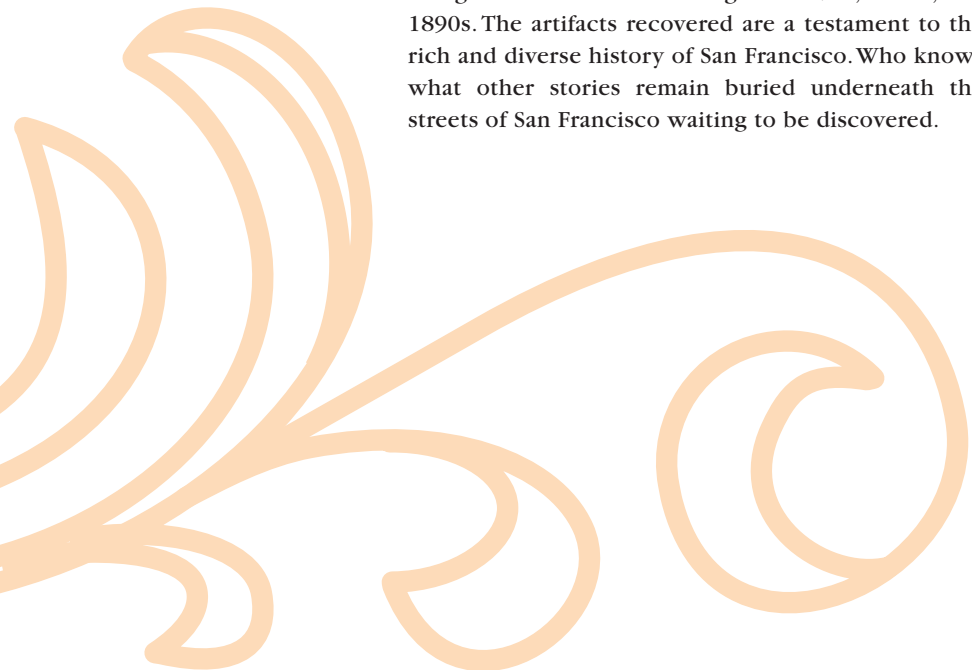 1890s. The artifacts recovered are a testament to th
rich and diverse history of San Francisco. Who know
what other stories remain buried underneath th
streets of San Francisco waiting to be discovered.